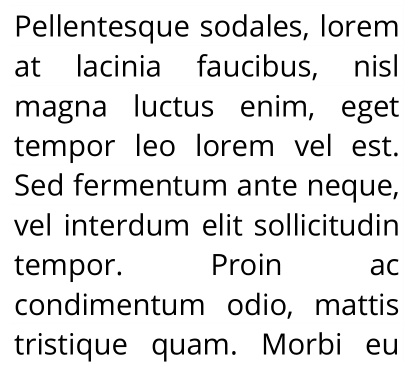 Pellentesque sodales, lorem
at lacinia faucibus, nisl
magna luctus enim, eget
tempor leo lorem vel est.
Sed fermentum ante neque,
vel interdum elit sollicitudin
tempor. Proin ac
condimentum odio, mattis
tristique quam. Morbi eu